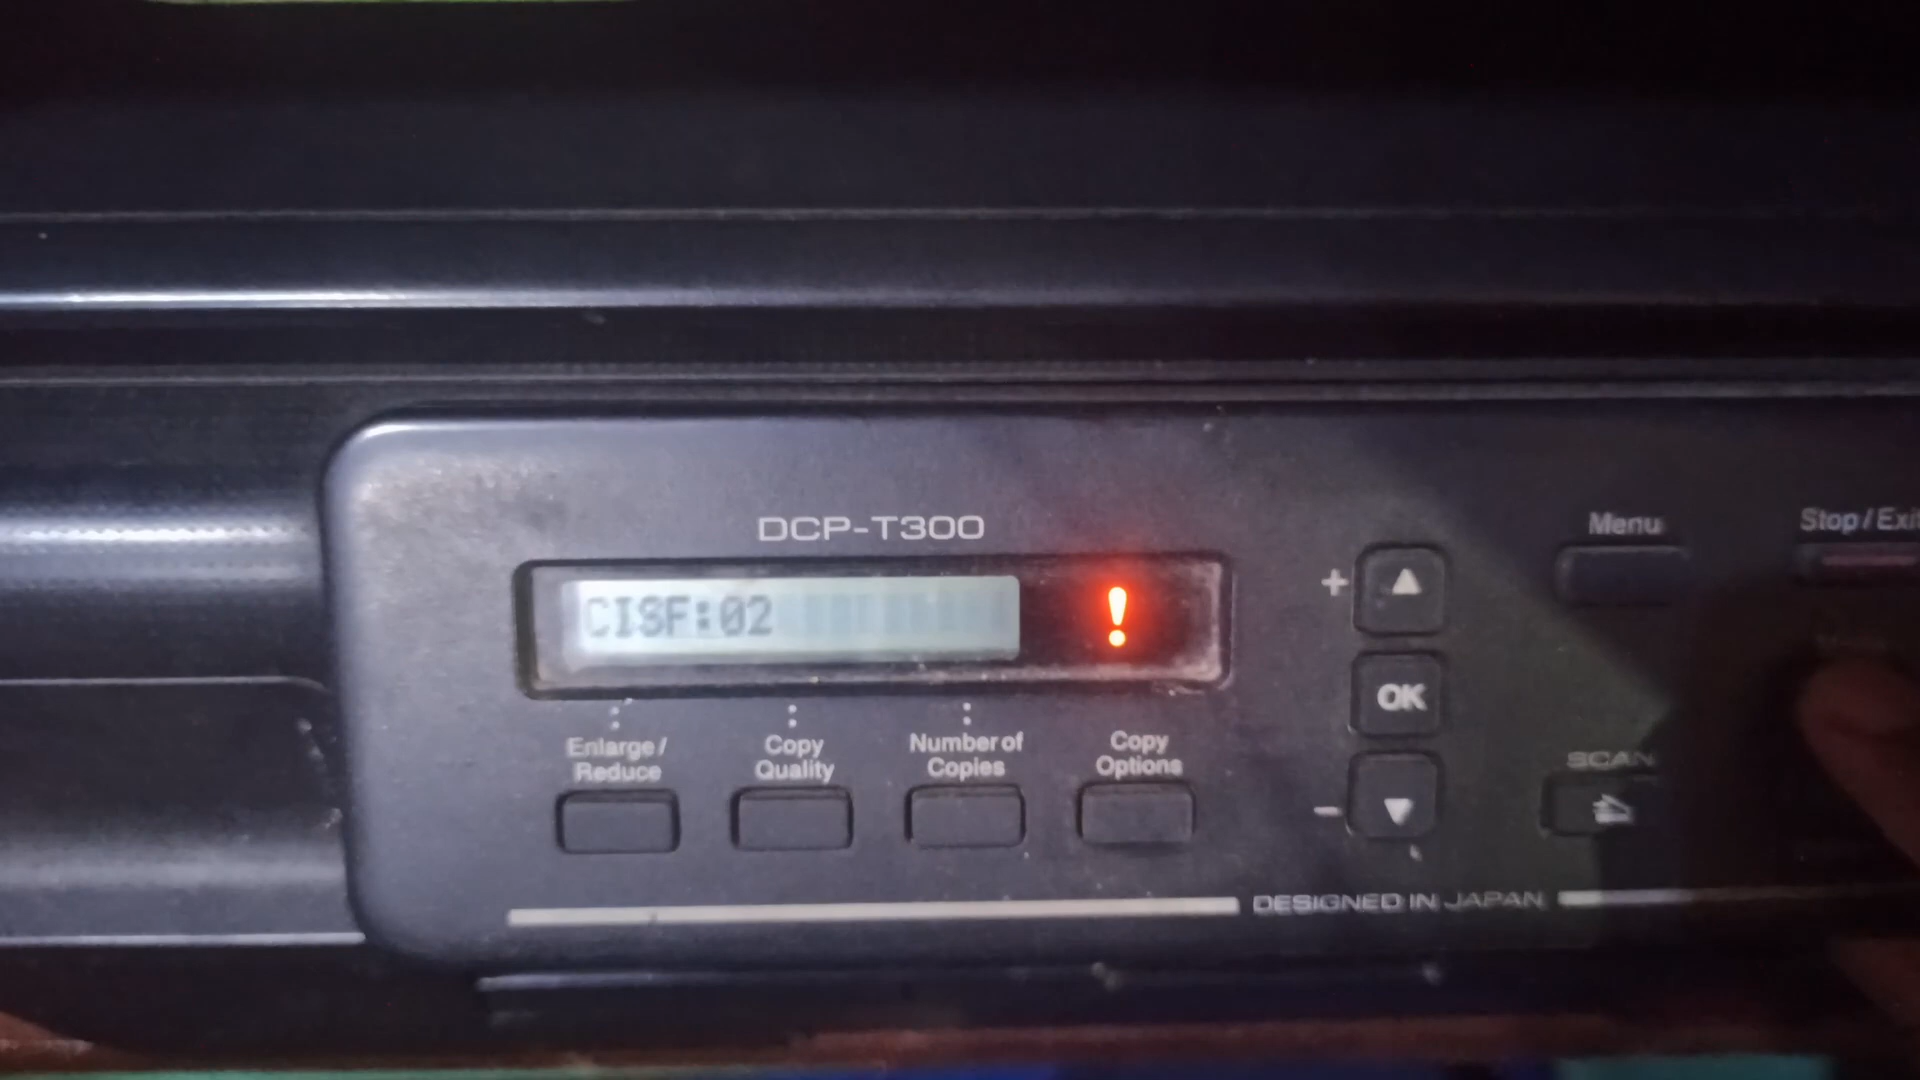 DCP-T300
CISF:02
Enlarge/
Reduce
Copy
Quality
Number of
Copies
Copy
Options
+
OK
-
Menu
Stop/Exit
SCAN
DESIGNED IN JAPAN